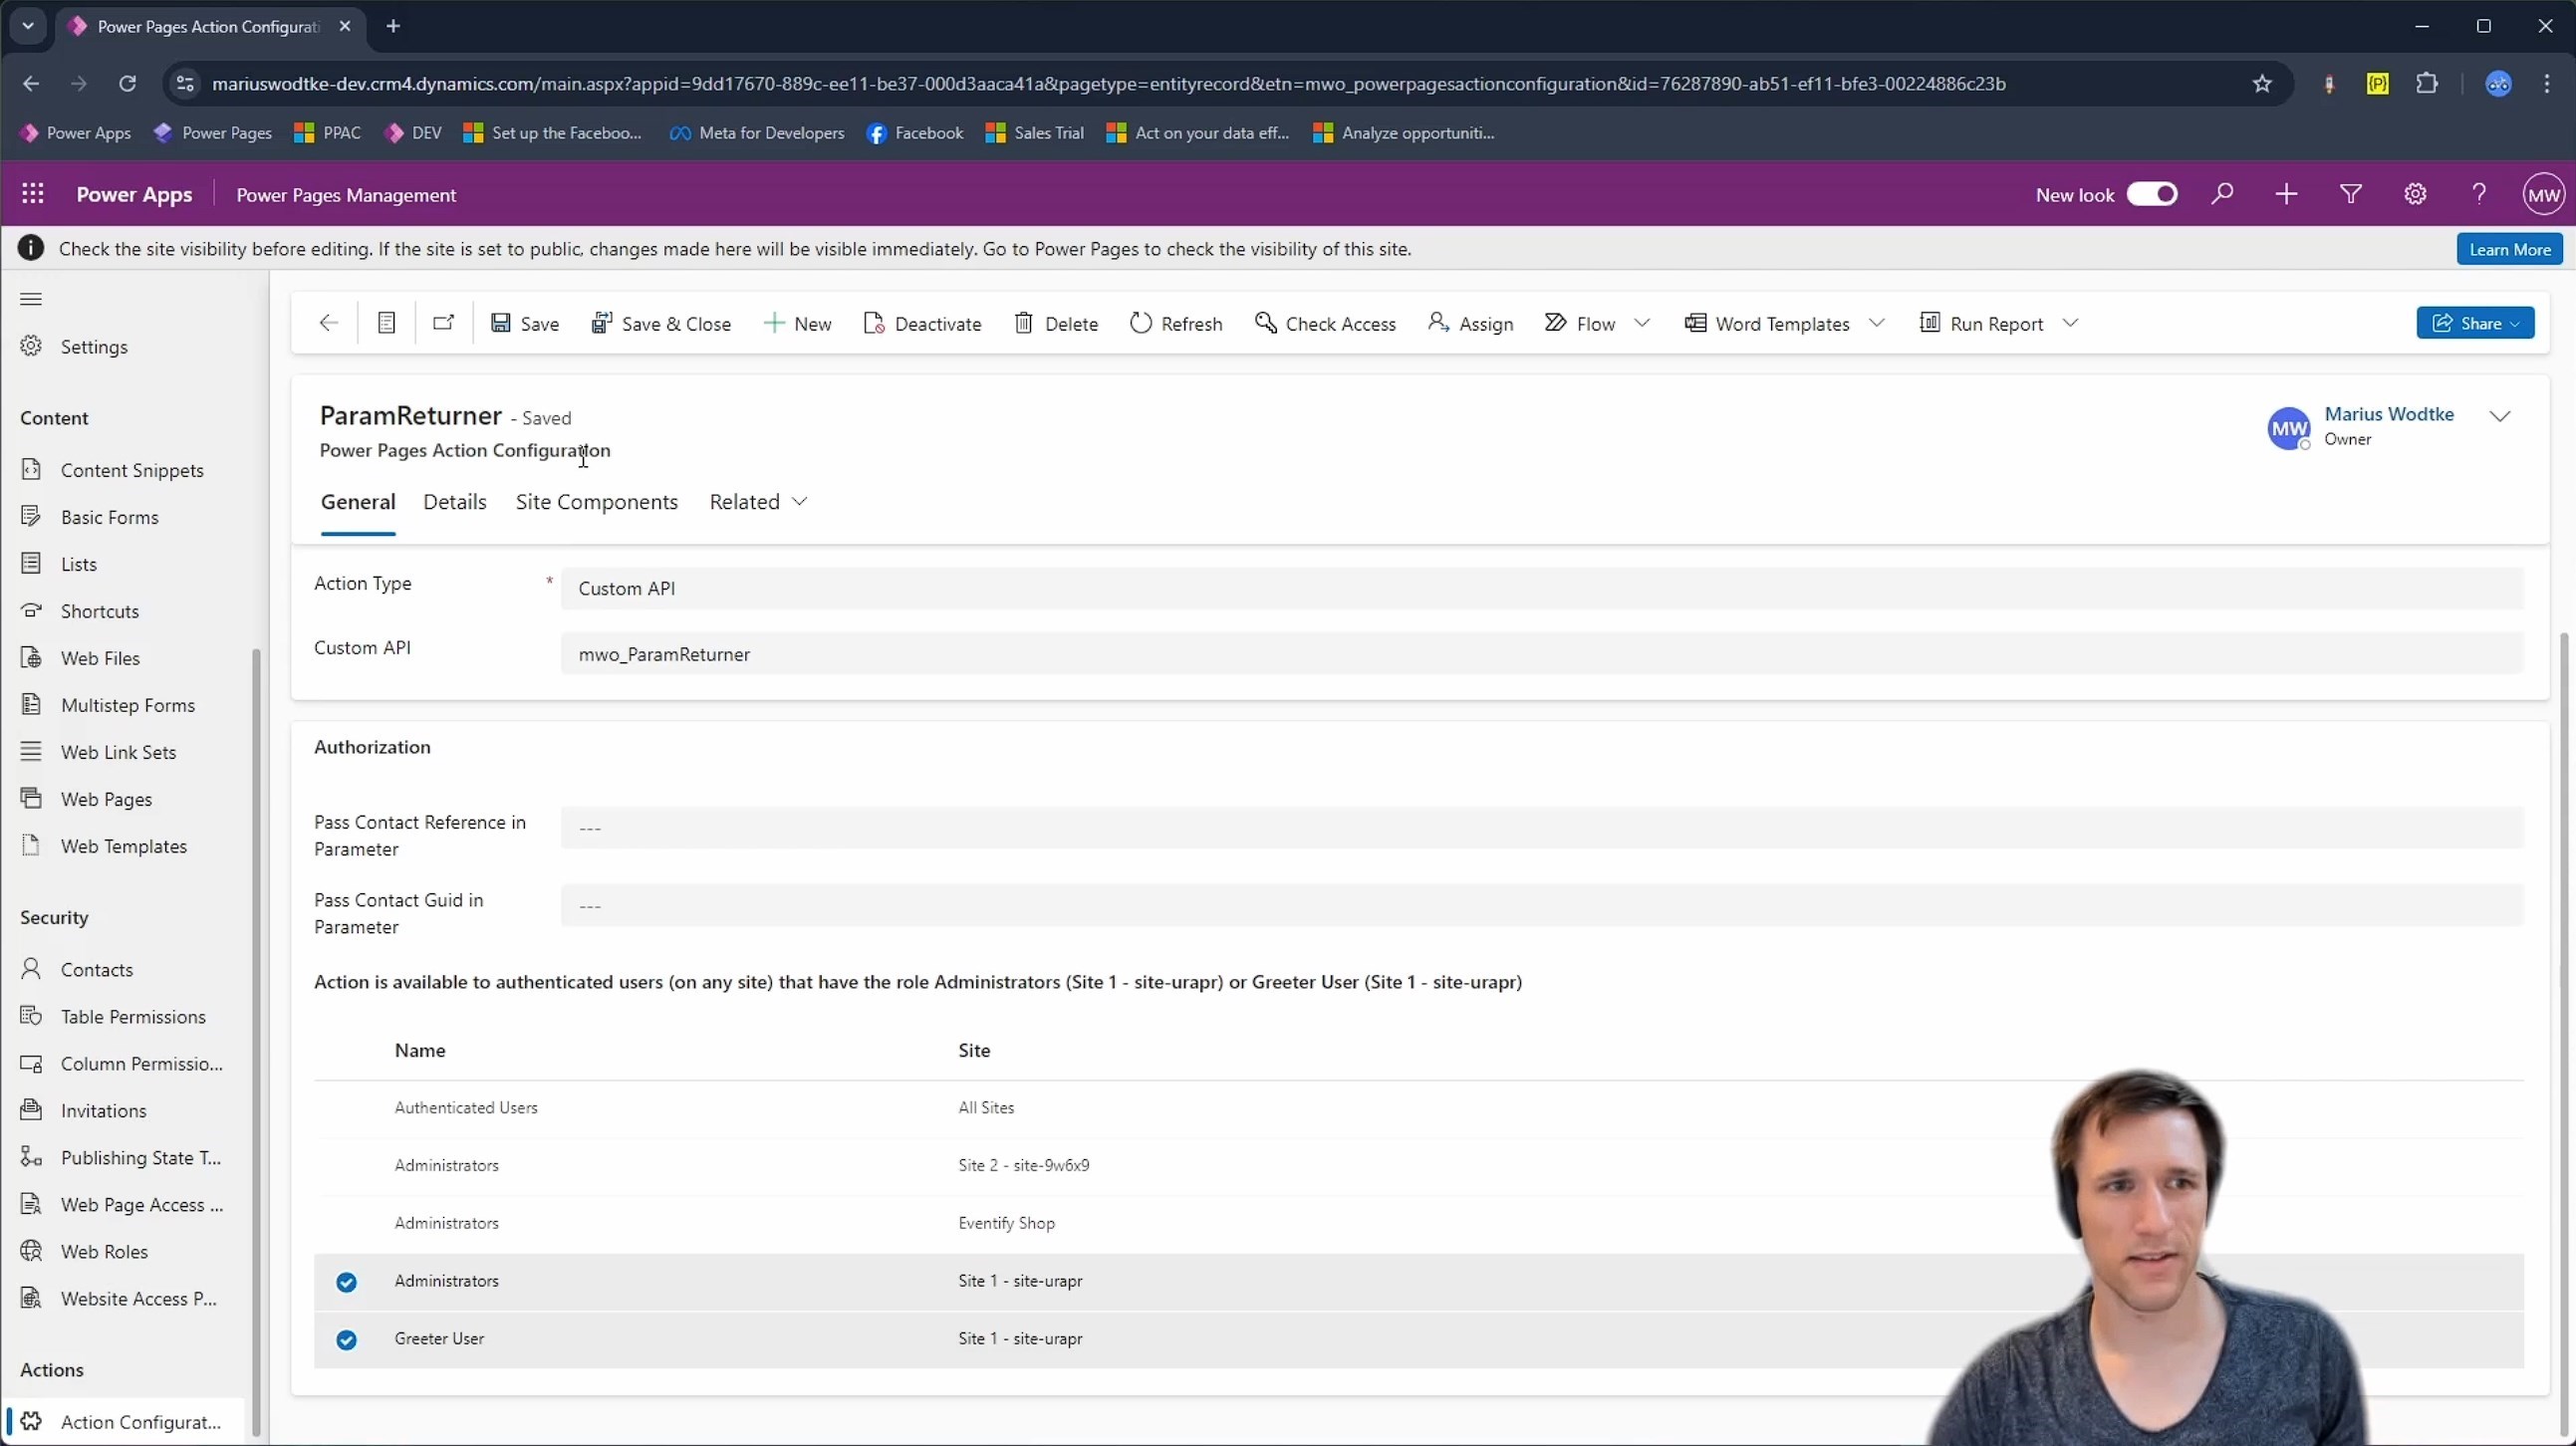 Power Pages Action Configurati
mariuswodtke-dev.crm4.dynamics.com/main.aspx?appid=9dd17670-889c-ee11-be37-000d3aaca41a&pagetype=entityrecord&etn=mwo_powerpagesactionconfiguration&id=76287890-ab51-ef11-bfe3-00224886c23b
{P}
Power Apps Power Pages PPAC DEV Set up the Faceboo... Meta for Developers Facebook Sales Trial Act on your data eff... Analyze opportuniti...
Power Apps Power Pages Management New look MW
Check the site visibility before editing. If the site is set to public, changes made here will be visible immediately. Go to Power Pages to check the visibility of this site. Learn More
Save Save & Close New Deactivate Delete Refresh Check Access Assign Flow Word Templates Run Report Share
Settings
Content
Content Snippets
Basic Forms
Lists
Shortcuts
Web Files
Multistep Forms
Web Link Sets
Web Pages
Web Templates
Security
Contacts
Table Permissions
Column Permissio...
Invitations
Publishing State T...
Web Page Access ...
Web Roles
Website Access P...
Actions
Action Configurat...
ParamReturner - Saved
Power Pages Action Configuration
MW Marius Wodtke
Owner
General Details Site Components Related
Action Type * Custom API
Custom API mwo_ParamReturner
Authorization
Pass Contact Reference in
Parameter
---
Pass Contact Guid in
Parameter
---
Action is available to authenticated users (on any site) that have the role Administrators (Site 1 - site-urapr) or Greeter User (Site 1 - site-urapr)
Name Site
Authenticated Users All Sites
Administrators Site 2 - site-9w6x9
Administrators Eventify Shop
Administrators Site 1 - site-urapr
Greeter User Site 1 - site-urapr